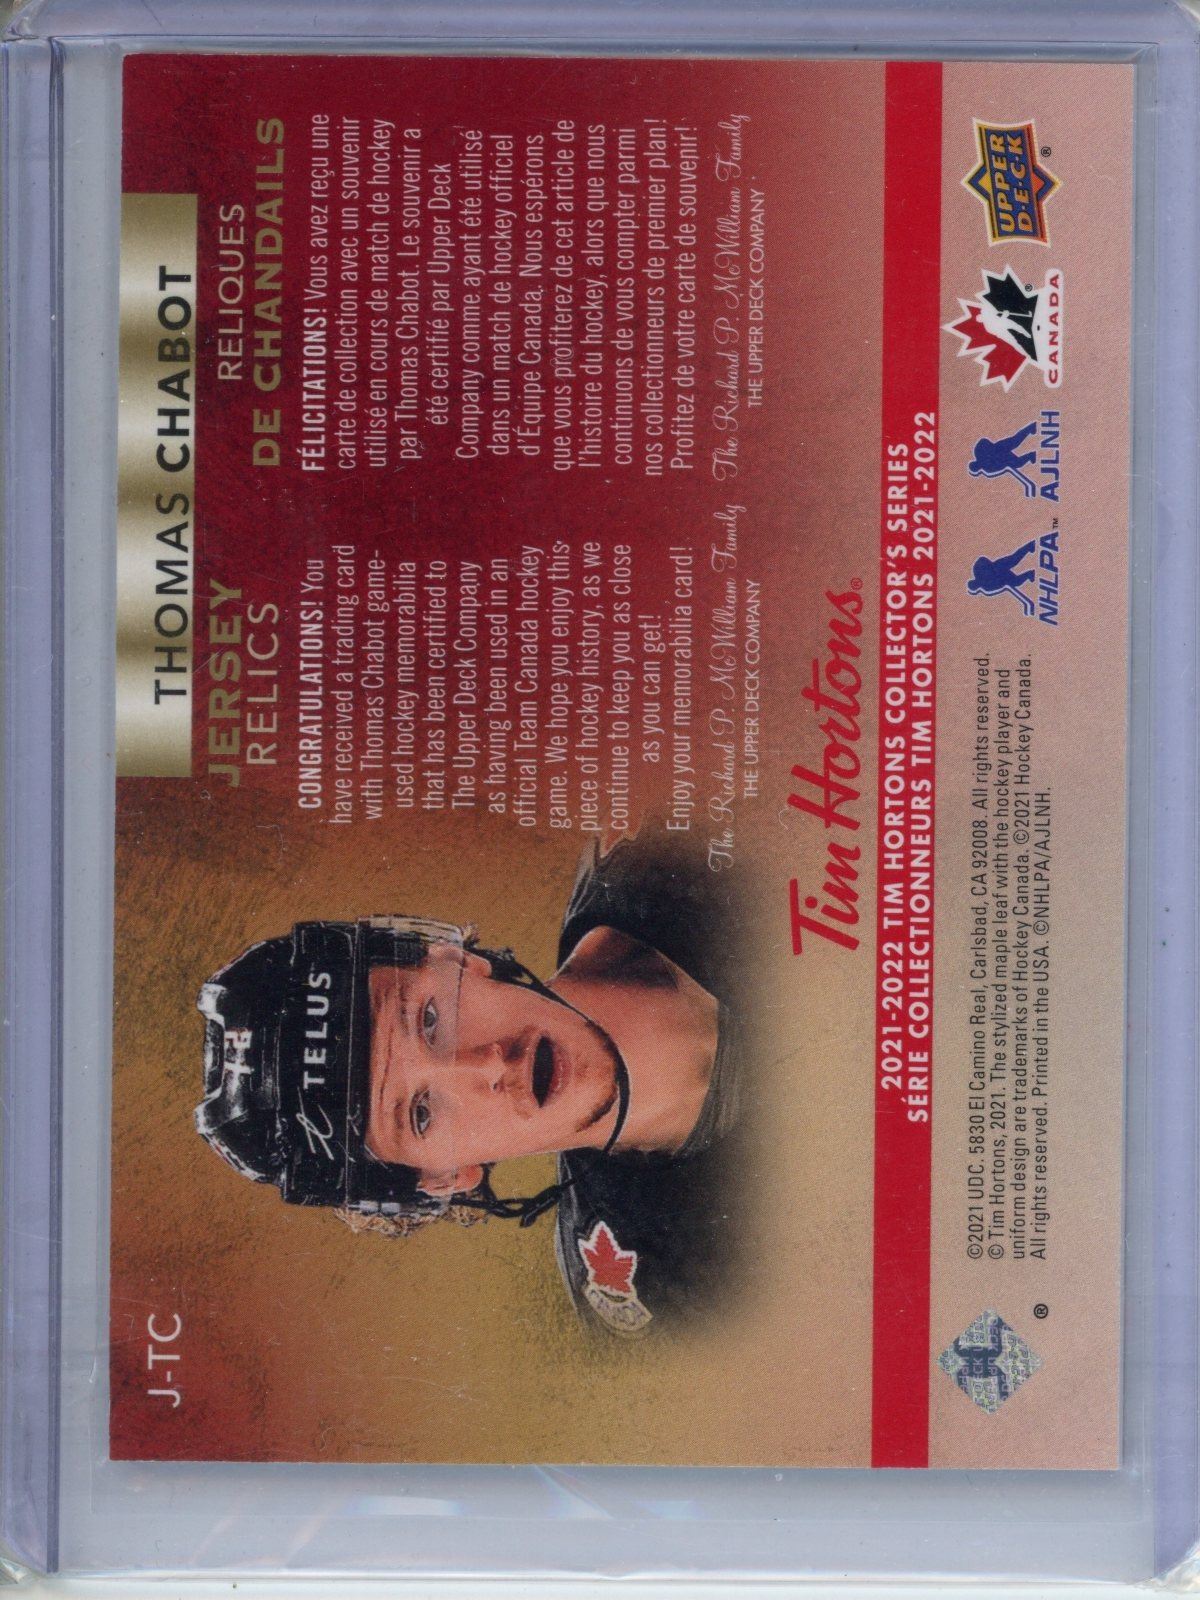 J-TC
THOMAS CHABOT
JERSEY
RELICS
CONGRATULATIONS! You
have received a trading card
with Thomas Chabot game-
used hockey memorabilia
that has been certified to
The Upper Deck Company
as having been used in an
official Team Canada hockey
game. We hope you enjoy this
piece of hockey history, as we
continue to keep you as close
as you can get!
Enjoy your memorabilia card!
The Richard P. McWilliam Family
THE UPPER DECK COMPANY
RELIQUES
DE CHANDAILS
FÉLICITATIONS! Vous avez reçu une
carte de collection avec un souvenir
utilisé en cours de match de hockey
par Thomas Chabot. Le souvenir a
été certifié par Upper Deck
Company comme ayant été utilisé
dans un match de hockey officiel
d'Équipe Canada. Nous espérons
que vous profiterez de cet article de
l'histoire du hockey, alors que nous
continuons de vous compter parmi
nos collectionneurs de premier plan!
Profitez de votre carte de souvenir!
The Richard P. McWilliam Family
THE UPPER DECK COMPANY
TELUS
72
CANADA
Tim Hortons®
2021-2022 TIM HORTONS COLLECTOR'S SERIES
SÉRIE COLLECTIONNEURS TIM HORTONS 2021-2022
®
©2021 UDC. 5830 El Camino Real, Carlsbad, CA 92008. All rights reserved.
© Tim Hortons, 2021. The stylized maple leaf with the hockey player and
uniform design are trademarks of Hockey Canada. ©2021 Hockey Canada.
All rights reserved. Printed in the USA. ©NHLPA/AJLNH.
NHLPA™ AJLNH
CANADA
®
UPPER
D·E·C·K
®